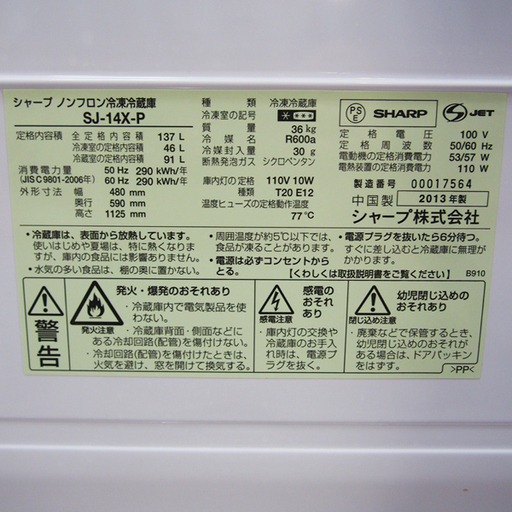 シャープ ノンフロン冷凍冷蔵庫
SJ-14X-P
定格内容積 全定格内容積 137 L
冷凍室の定格内容積 46 L
冷蔵室の定格内容積 91 L
消費電力量 50 Hz 290 kWh/年
(JIS C 9801-2006年) 60 Hz 290 kWh/年
外形寸法 幅 480 mm
奥行 590 mm
高さ 1125 mm
種類 冷凍冷蔵庫
冷凍室の記号
質量 36 kg
冷媒 R600a
冷媒封入量 30 g
断熱発泡ガス シクロペンタン
庫内灯の定格 110V 10W
種類 T20 E12
温度ヒューズの定格動作温度
77℃
PS
E
SHARP
S JET
定格電圧 100 V
定格周波数 50/60 Hz
電動機の定格消費電力 53/57 W
電熱装置の定格消費電力 110 W
製造番号 00017564
中国製 2013年製
シャープ株式会社
・冷蔵庫は、表面から放熱しています。
使いはじめや夏場は、特に熱くなりま
すが、庫内の食品には影響ありません。
・水気の多い食品は、棚の奥に置かない。
・周囲温度が約5℃以下では、
食品が凍ることがあります。
・電源は必ずコンセントから
とる。
・電源プラグを抜いたら6分待つ。
すぐに差し込むと冷蔵庫に無理が
かかります。
【くわしくは取扱説明書をご覧ください】
B910
警告
発火注意
発火・爆発のおそれあり
・冷蔵庫内で電気製品を使わない。
・冷蔵庫背面・側面などに
ある冷却回路(配管)を傷付けない。
・冷却回路(配管)を傷付けたときは、
火気を避け、窓を開けて換気する。
感電注意
感電の
おそれあり
・庫内灯の交換や
冷蔵庫のお手入
れ時は、電源プラ
グを抜く。
閉じ込め注意
幼児閉じ込めの
おそれあり
・廃棄などで保管するとき、
幼児閉じ込めのおそれが
ある場合は、ドアパッキン
をはずす。
>PP<